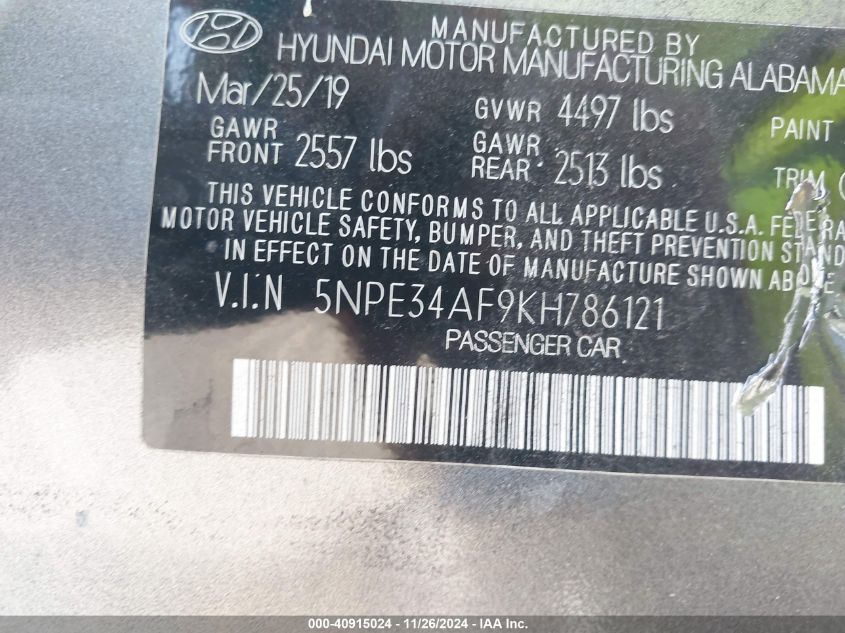 MANUFACTURED BY
HYUNDAI MOTOR MANUFACTURING ALABAMA
Mar/25/19 GVWR 4497 lbs PAINT
GAWR FRONT 2557 lbs GAWR REAR 2513 lbs TRIM
THIS VEHICLE CONFORMS TO ALL APPLICABLE U.S.A. FEDERA
MOTOR VEHICLE SAFETY, BUMPER, AND THEFT PREVENTION STAND
IN EFFECT ON THE DATE OF MANUFACTURE SHOWN ABOVE
V.I.N 5NPE34AF9KH786121
PASSENGER CAR
000-40915024 - 11/26/2024 - IAA Inc.